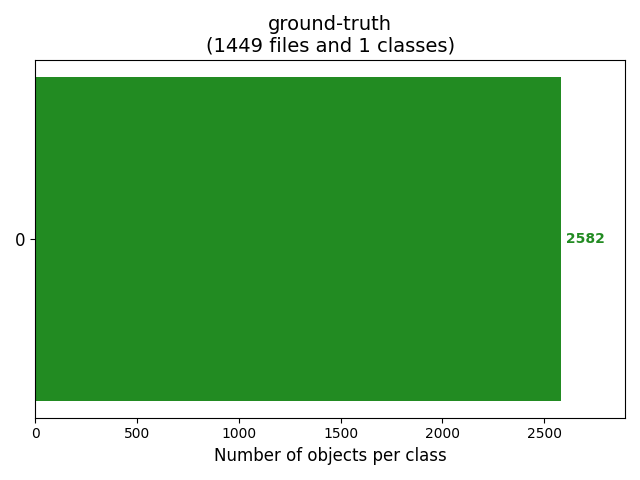 ground-truth
(1449 files and 1 classes)
0
2582
0
500
1000
1500
2000
2500
Number of objects per class